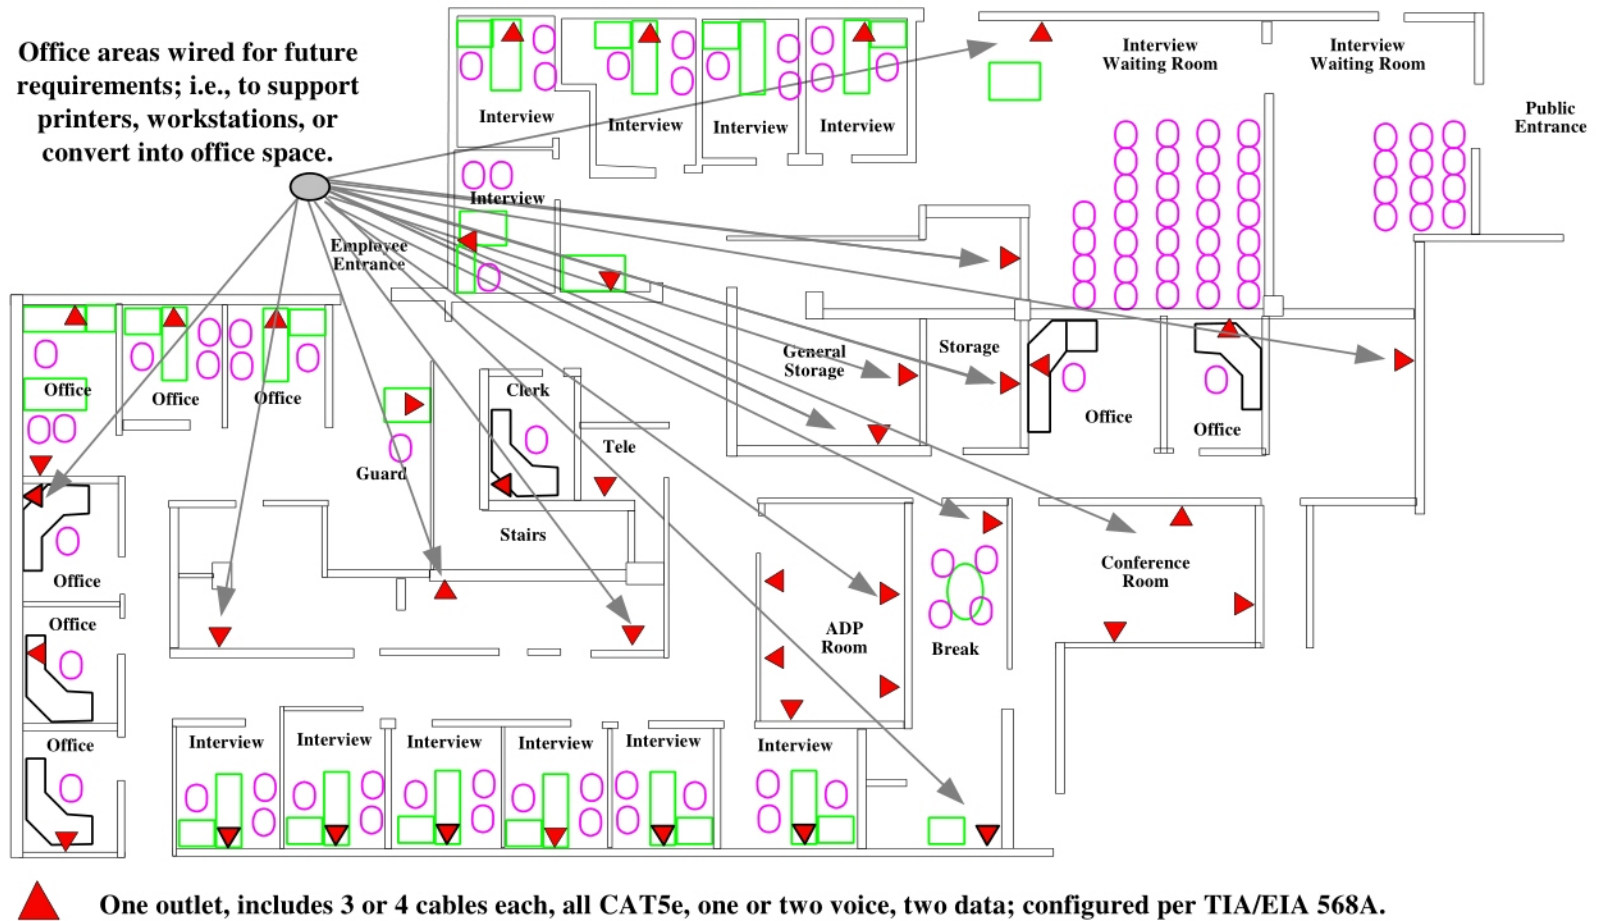 Office areas wired for future
requirements; i.e., to support
printers, workstations, or
convert into office space.
Interview
Interview
Interview
Interview
Interview
Waiting Room
Interview
Waiting Room
Public
Entrance
Interview
Employee
Entrance
General
Storage
Storage
Office
Office
Office
Office
Office
Clerk
Tele
Guard
Stairs
Office
Office
Office
ADP
Room
Break
Conference
Room
Interview
Interview
Interview
Interview
Interview
Interview
One outlet, includes 3 or 4 cables each, all CAT5e, one or two voice, two data; configured per TIA/EIA 568A.